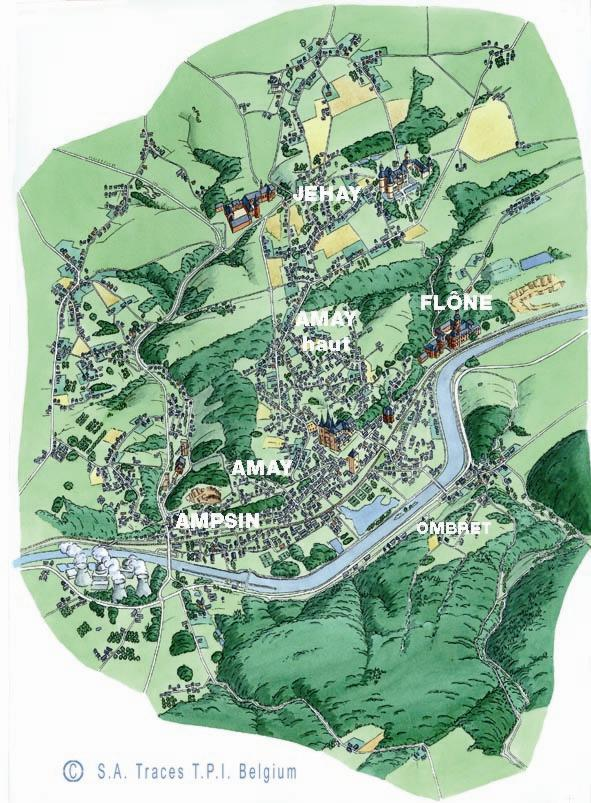 JEHAY
FLÔNE
AMAY
haut
AMAY
AMPSIN
OMBRET
© S.A. Traces T.P.I. Belgium